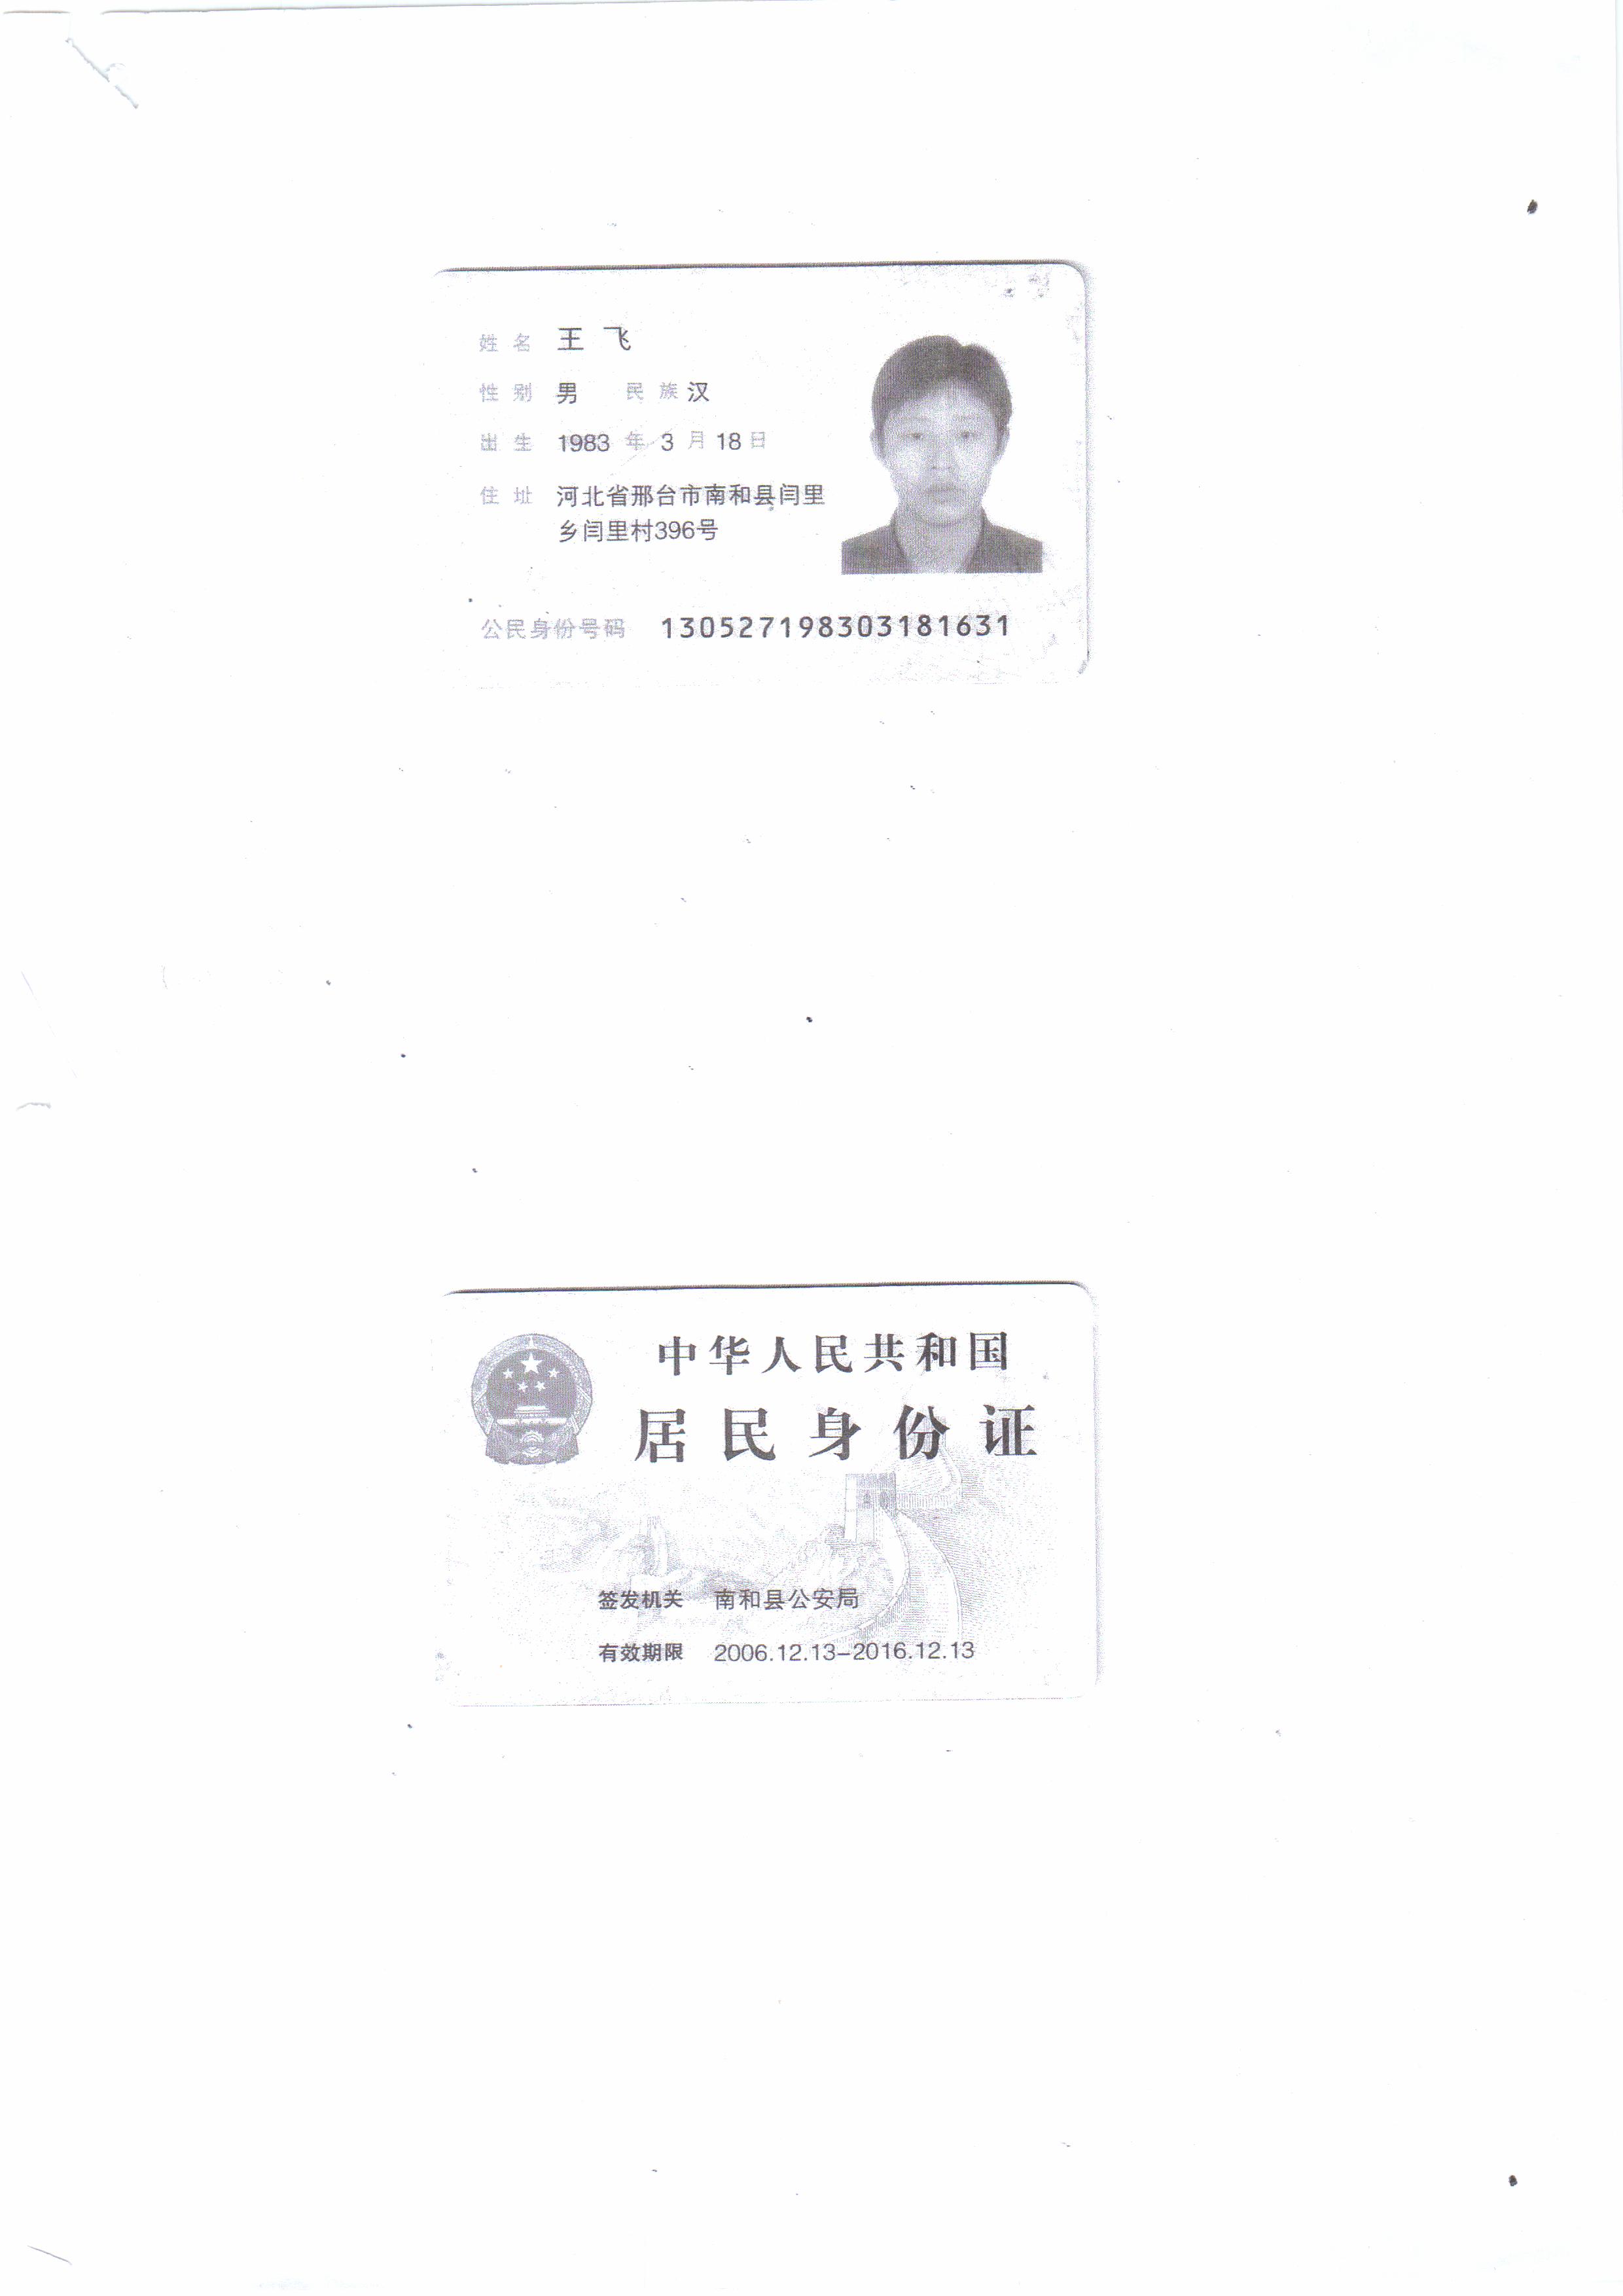 姓名 王飞
性别 男 民族 汉
出生 1983 年 3 月 18 日
住址 河北省邢台市南和县闫里
乡闫里村396号
公民身份号码 130527198303181631
中华人民共和国
居民身份证
签发机关 南和县公安局
有效期限 2006.12.13-2016.12.13